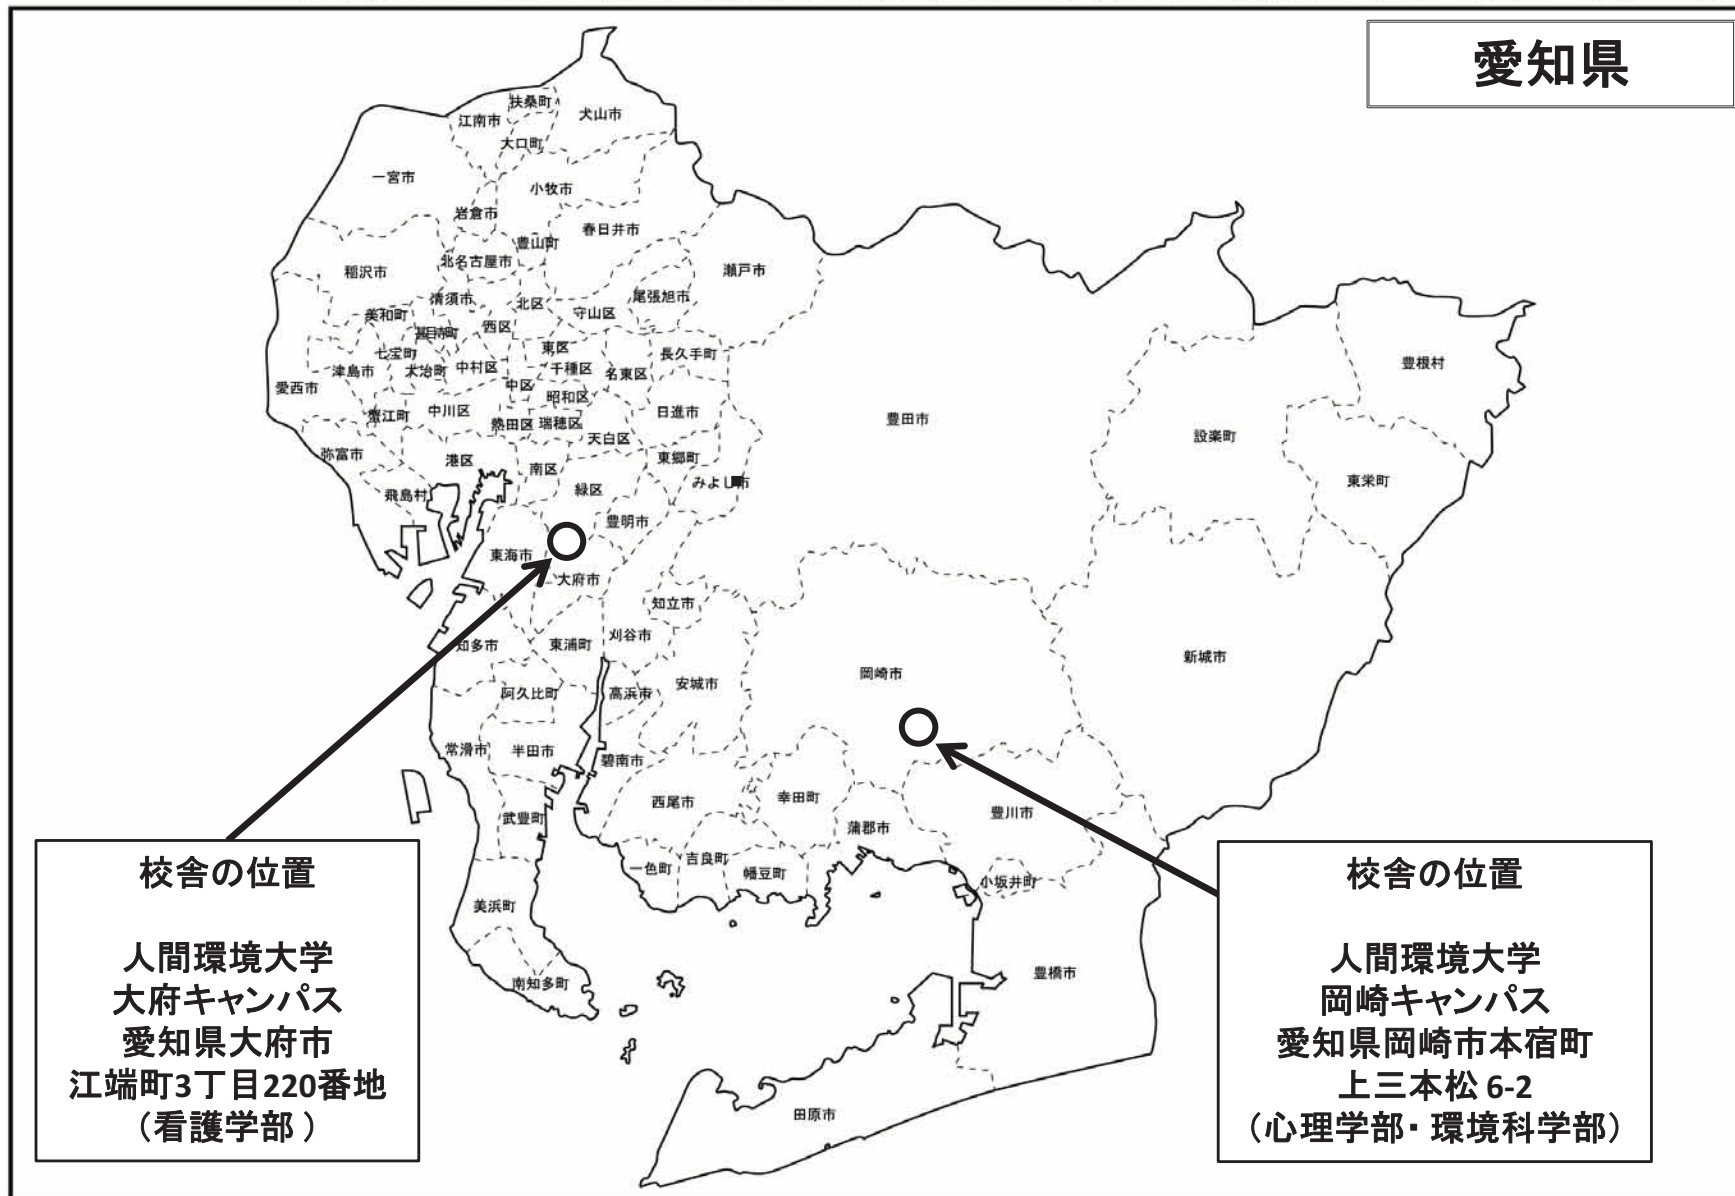 愛知県
扶桑町
江南市
犬山市
大口町
一宮市
小牧市
岩倉市
春日井市
豊山町
北名古屋市
稲沢市
瀬戸市
清須市
尾張旭市
北区
美和町
守山区
西区
甚目寺町
東区
七宝町
長久手町
豊根村
津島市
大治町
中村区
千種区
名東区
愛西市
中区
昭和区
蟹江町
中川区
日進市
豊田市
熱田区
瑞穂区
天白区
設楽町
弥富市
港区
南区
東郷町
みよし市
東栄町
飛島村
緑区
豊明市
東海市
大府市
知立市
知多市
東浦町
刈谷市
新城市
岡崎市
安城市
阿久比町
高浜市
常滑市
半田市
碧南市
西尾市
幸田町
豊川市
武豊町
蒲郡市
一色町
吉良町
幡豆町
小坂井町
美浜町
南知多町
豊橋市
田原市
校舎の位置
人間環境大学
大府キャンパス
愛知県大府市
江端町3丁目220番地
（看護学部）
校舎の位置
人間環境大学
岡崎キャンパス
愛知県岡崎市本宿町
上三本松 6-2
（心理学部・環境科学部）